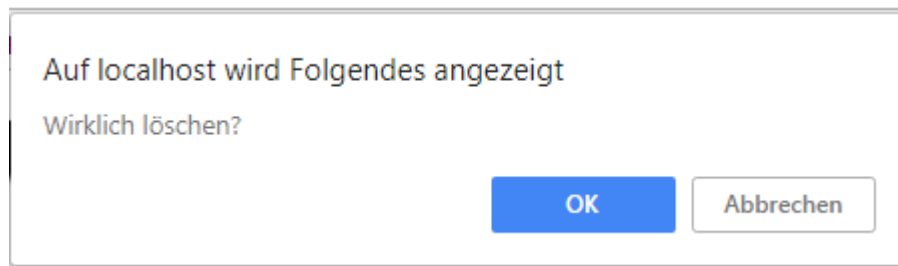 Auf localhost wird Folgendes angezeigt
Wirklich löschen?
OK
Abbrechen